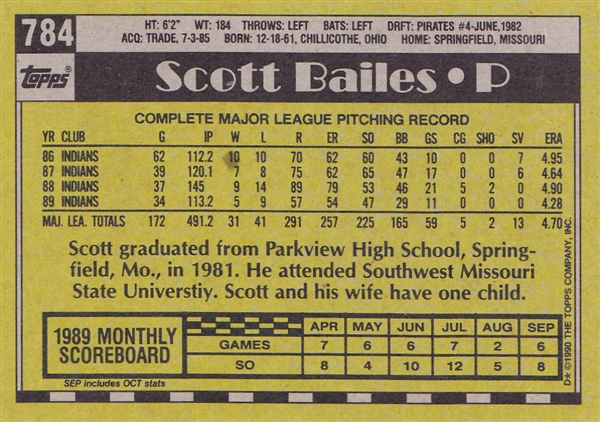 784
HT: 6'2" WT: 184 THROWS: LEFT BATS: LEFT DRFT: PIRATES #4-JUNE, 1982
ACQ: TRADE, 7-3-85 BORN: 12-18-61, CHILLICOTHE, OHIO HOME: SPRINGFIELD, MISSOURI
TOPPS
Scott Bailes • P
COMPLETE MAJOR LEAGUE PITCHING RECORD
YR CLUB G IP W L R ER SO BB GS CG SHO SV ERA
86 INDIANS 62 112.2 10 10 70 62 60 43 10 0 0 7 4.95
87 INDIANS 39 120.1 7 8 75 62 65 47 17 0 0 6 4.64
88 INDIANS 37 145 9 14 89 79 53 46 21 5 2 0 4.90
89 INDIANS 34 113.2 5 9 57 54 47 29 11 0 0 0 4.28
MAJ. LEA. TOTALS 172 491.2 31 41 291 257 225 165 59 5 2 13 4.70
Scott graduated from Parkview High School, Spring-
field, Mo., in 1981. He attended Southwest Missouri
State Universtiy. Scott and his wife have one child.
1989 MONTHLY
SCOREBOARD
APR MAY JUN JUL AUG SEP
GAMES 7 6 6 7 2 6
SO 8 4 10 12 5 8
SEP includes OCT stats
D* ©1990 THE TOPPS COMPANY, INC.